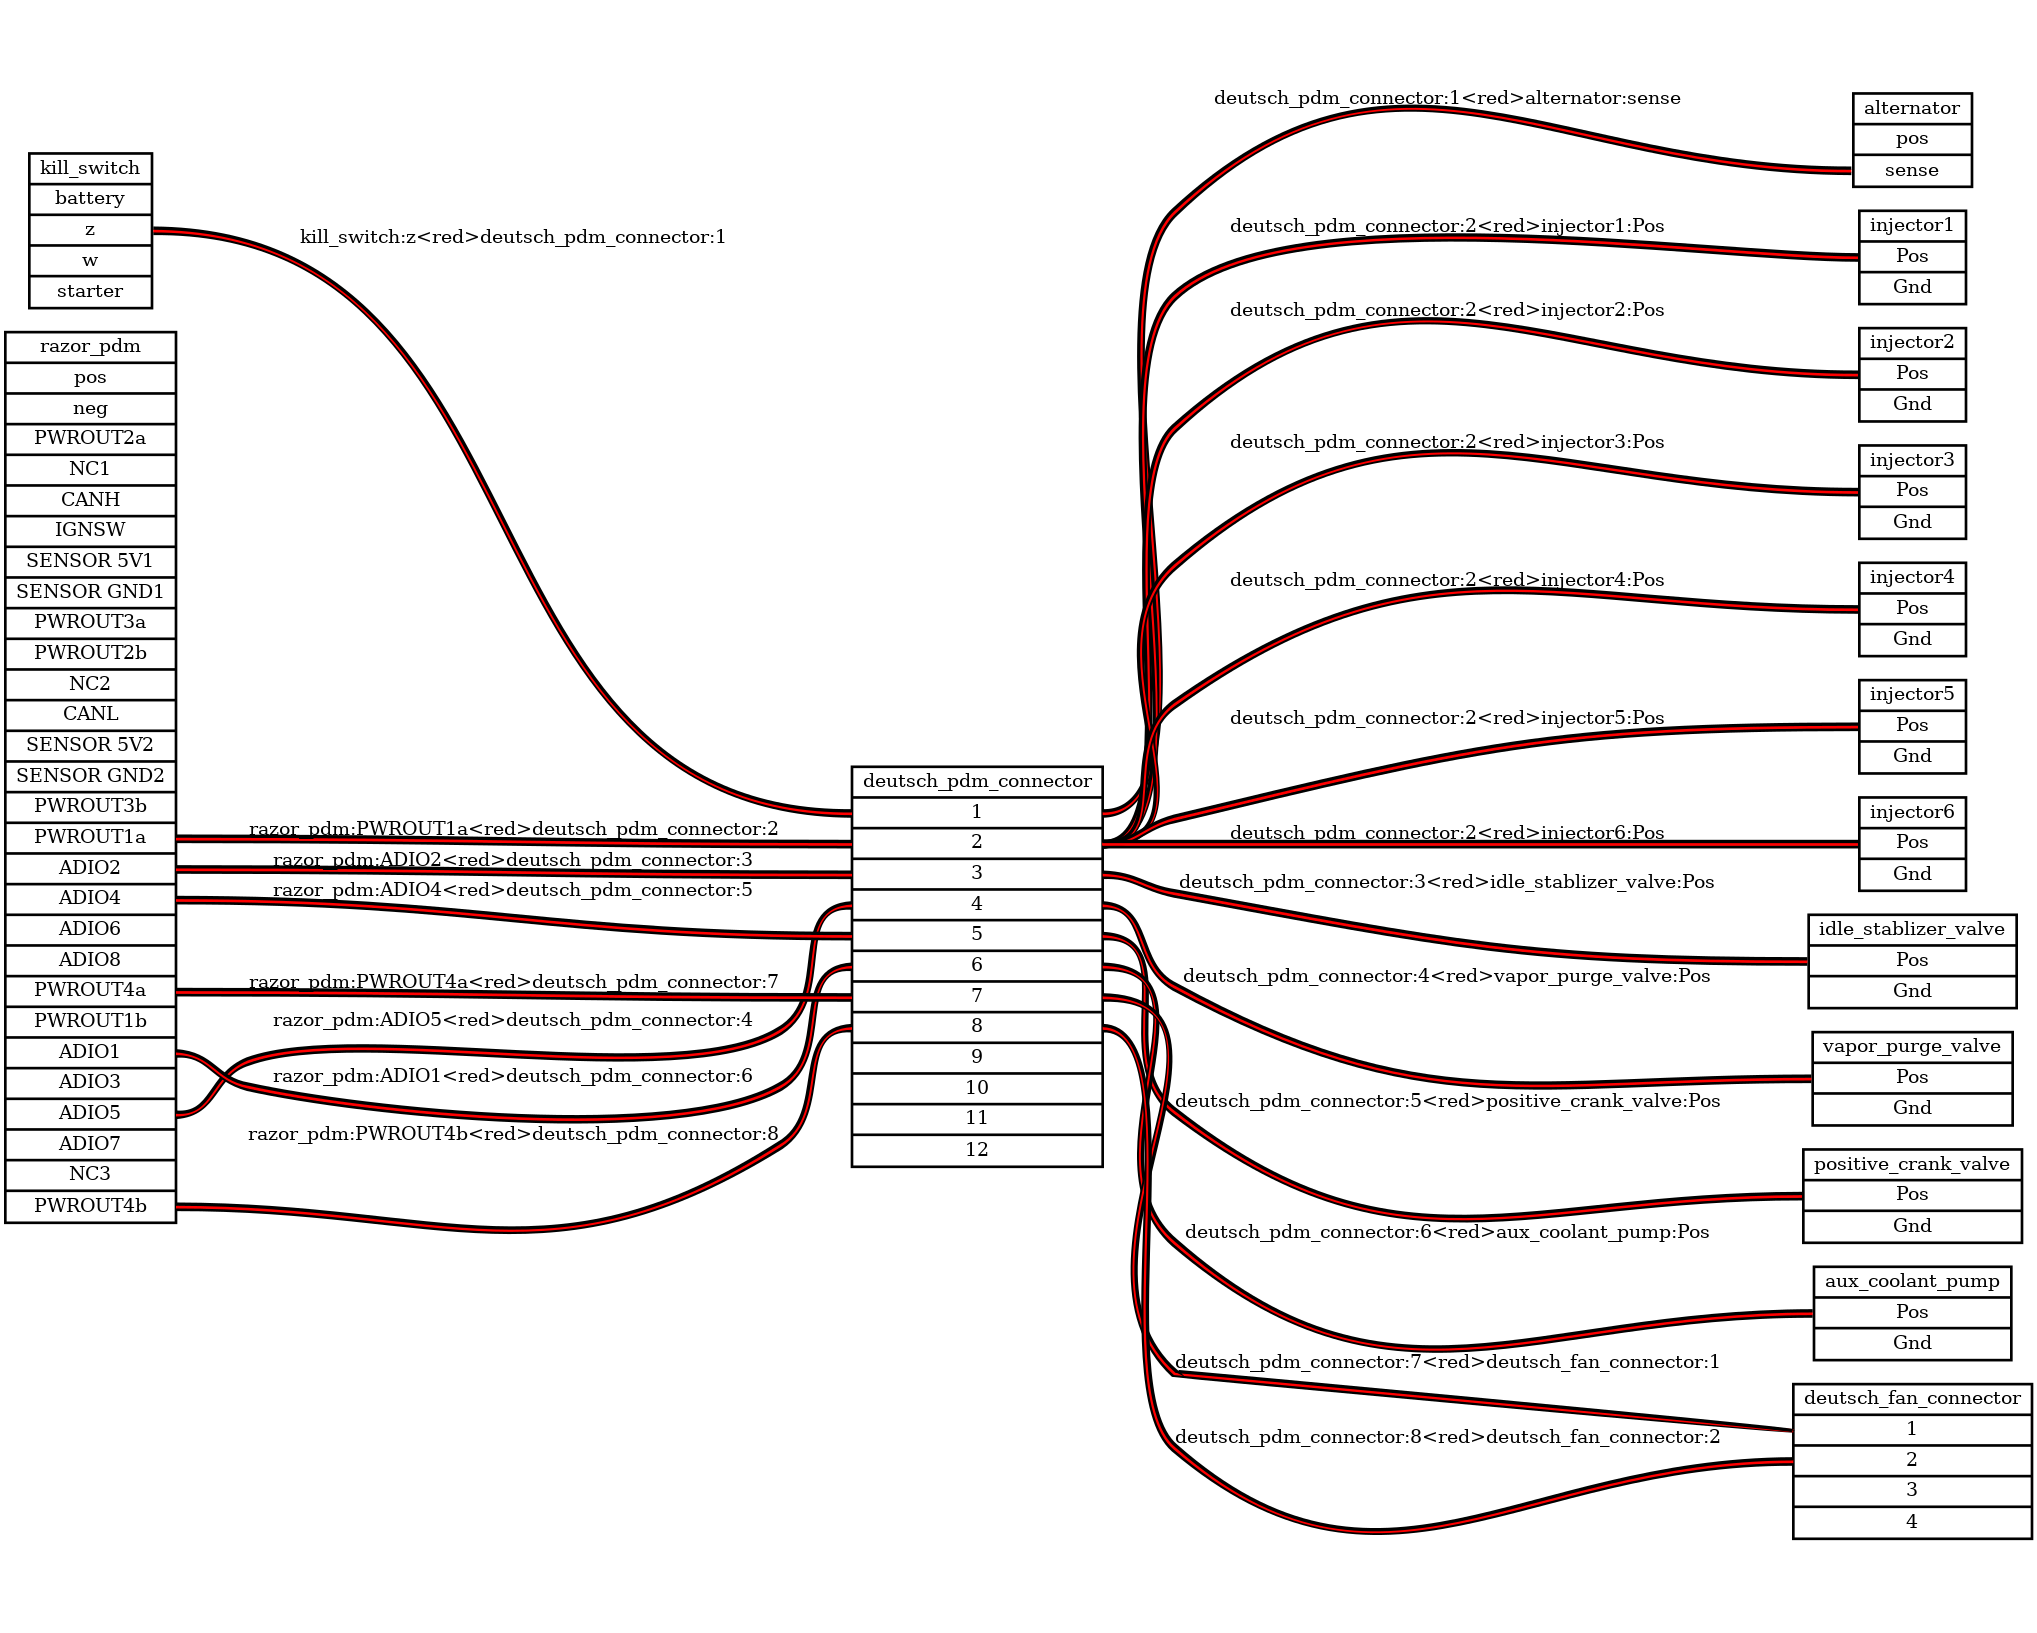 kill_switch
battery
z
w
starter
razor_pdm
pos
neg
PWROUT2a
NC1
CANH
IGNSW
SENSOR 5V1
SENSOR GND1
PWROUT3a
PWROUT2b
NC2
CANL
SENSOR 5V2
SENSOR GND2
PWROUT3b
PWROUT1a
ADIO2
ADIO4
ADIO6
ADIO8
PWROUT4a
PWROUT1b
ADIO1
ADIO3
ADIO5
ADIO7
NC3
PWROUT4b
kill_switch:z<red>deutsch_pdm_connector:1
razor_pdm:PWROUT1a<red>deutsch_pdm_connector:2
razor_pdm:ADIO2<red>deutsch_pdm_connector:3
razor_pdm:ADIO4<red>deutsch_pdm_connector:5
razor_pdm:PWROUT4a<red>deutsch_pdm_connector:7
razor_pdm:ADIO5<red>deutsch_pdm_connector:4
razor_pdm:ADIO1<red>deutsch_pdm_connector:6
razor_pdm:PWROUT4b<red>deutsch_pdm_connector:8
deutsch_pdm_connector
1
2
3
4
5
6
7
8
9
10
11
12
deutsch_pdm_connector:1<red>alternator:sense
deutsch_pdm_connector:2<red>injector1:Pos
deutsch_pdm_connector:2<red>injector2:Pos
deutsch_pdm_connector:2<red>injector3:Pos
deutsch_pdm_connector:2<red>injector4:Pos
deutsch_pdm_connector:2<red>injector5:Pos
deutsch_pdm_connector:2<red>injector6:Pos
deutsch_pdm_connector:3<red>idle_stablizer_valve:Pos
deutsch_pdm_connector:4<red>vapor_purge_valve:Pos
deutsch_pdm_connector:5<red>positive_crank_valve:Pos
deutsch_pdm_connector:6<red>aux_coolant_pump:Pos
deutsch_pdm_connector:7<red>deutsch_fan_connector:1
deutsch_pdm_connector:8<red>deutsch_fan_connector:2
alternator
pos
sense
injector1
Pos
Gnd
injector2
Pos
Gnd
injector3
Pos
Gnd
injector4
Pos
Gnd
injector5
Pos
Gnd
injector6
Pos
Gnd
idle_stablizer_valve
Pos
Gnd
vapor_purge_valve
Pos
Gnd
positive_crank_valve
Pos
Gnd
aux_coolant_pump
Pos
Gnd
deutsch_fan_connector
1
2
3
4